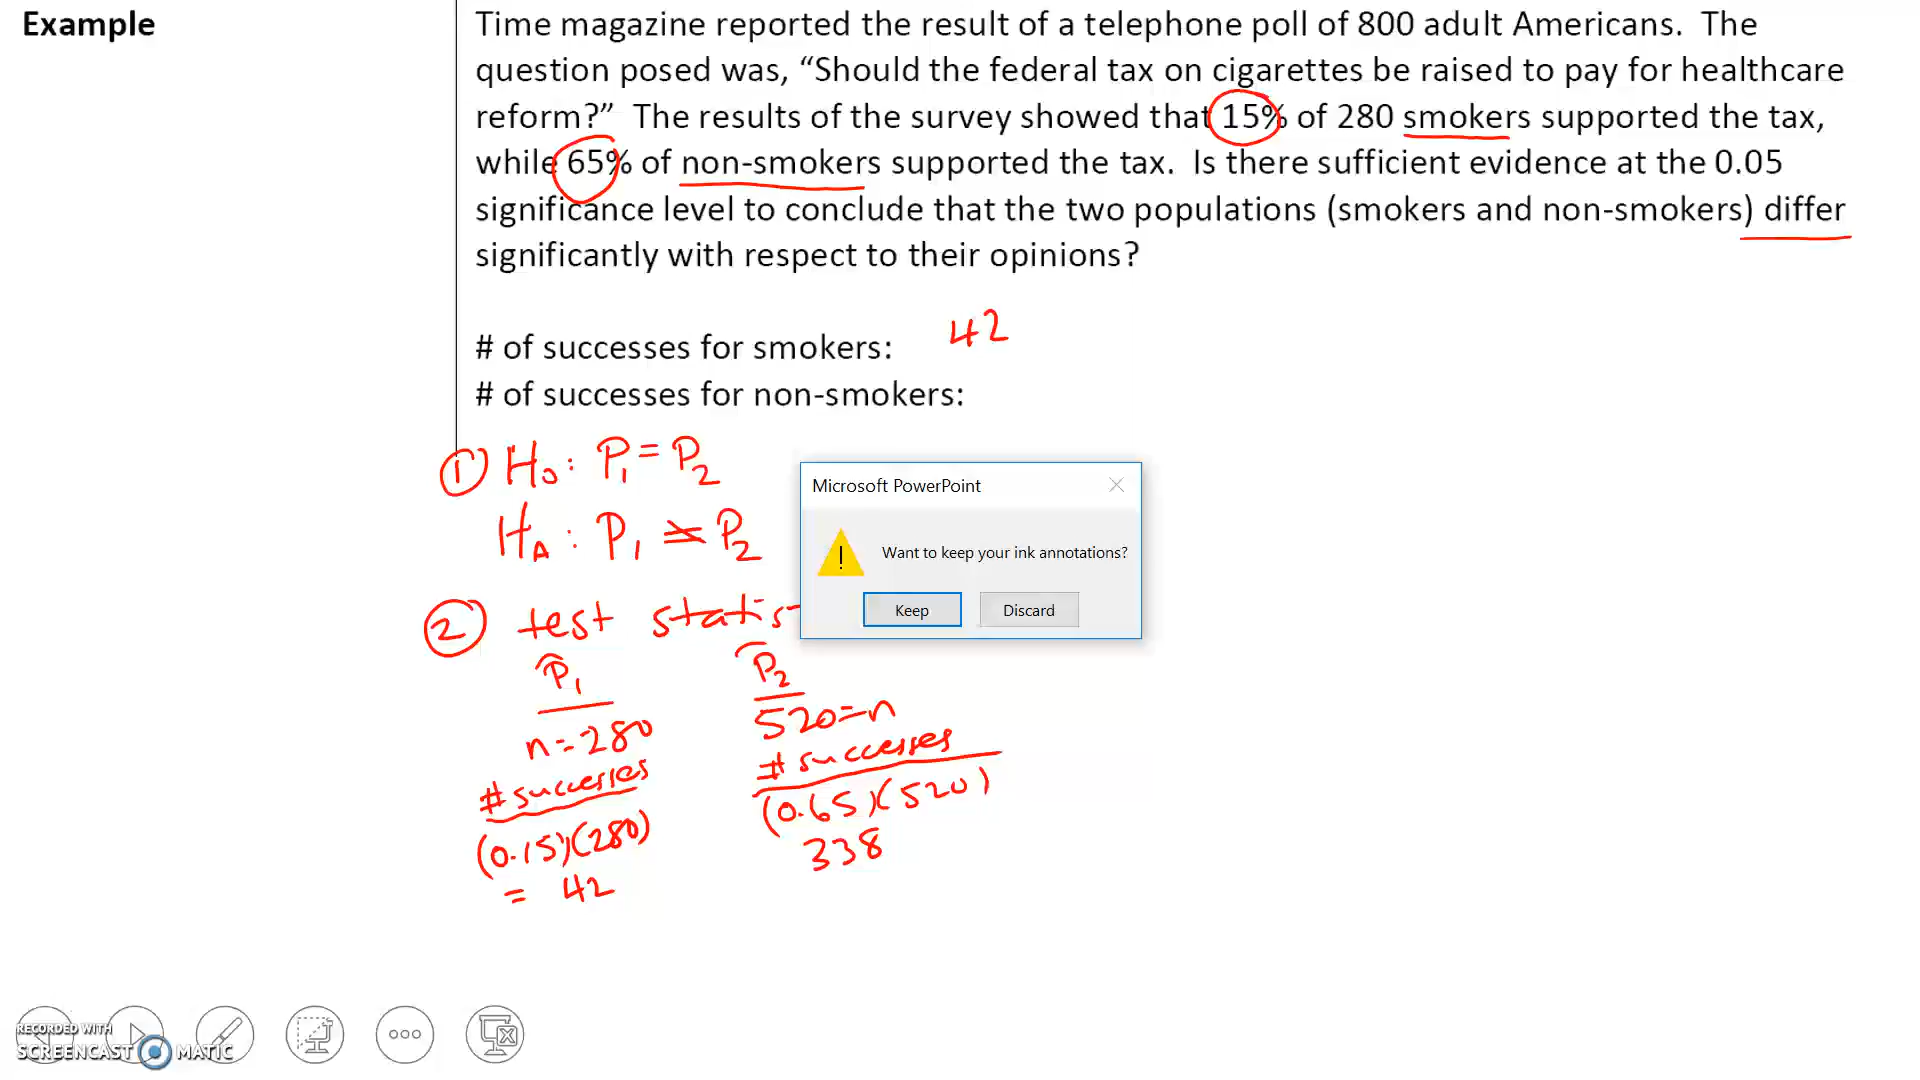 Example
Time magazine reported the result of a telephone poll of 800 adult Americans.  The
question posed was, “Should the federal tax on cigarettes be raised to pay for healthcare
reform?”  The results of the survey showed that 15% of 280 smokers supported the tax,
while 65% of non-smokers supported the tax.  Is there sufficient evidence at the 0.05
significance level to conclude that the two populations (smokers and non-smokers) differ
significantly with respect to their opinions?
# of successes for smokers: 42
# of successes for non-smokers:
① H₀: P₁ = P₂
H_A: P₁ ≠ P₂
Microsoft PowerPoint
Want to keep your ink annotations?
Keep Discard
② test statis
p̂₁
n=280
#successes
(0.15)(280)
= 42
p̂₂
520=n
#successes
(0.65)(520)
338
RECORDED WITH
SCREENCAST MATIC